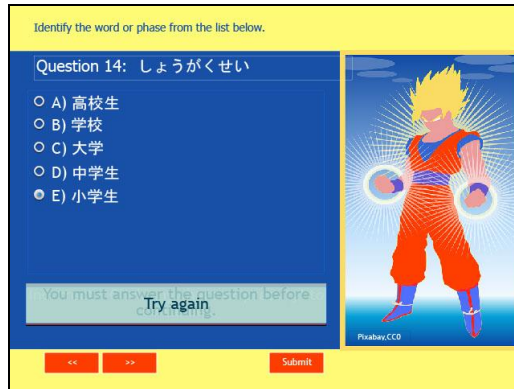 Identify the word or phase from the list below.
Question 14: しょうがくせい
A) 高校生
B) 学校
C) 大学
D) 中学生
E) 小学生
You must answer the question before
continuing.
Try again
Pixabay,CC0
<< >> Submit